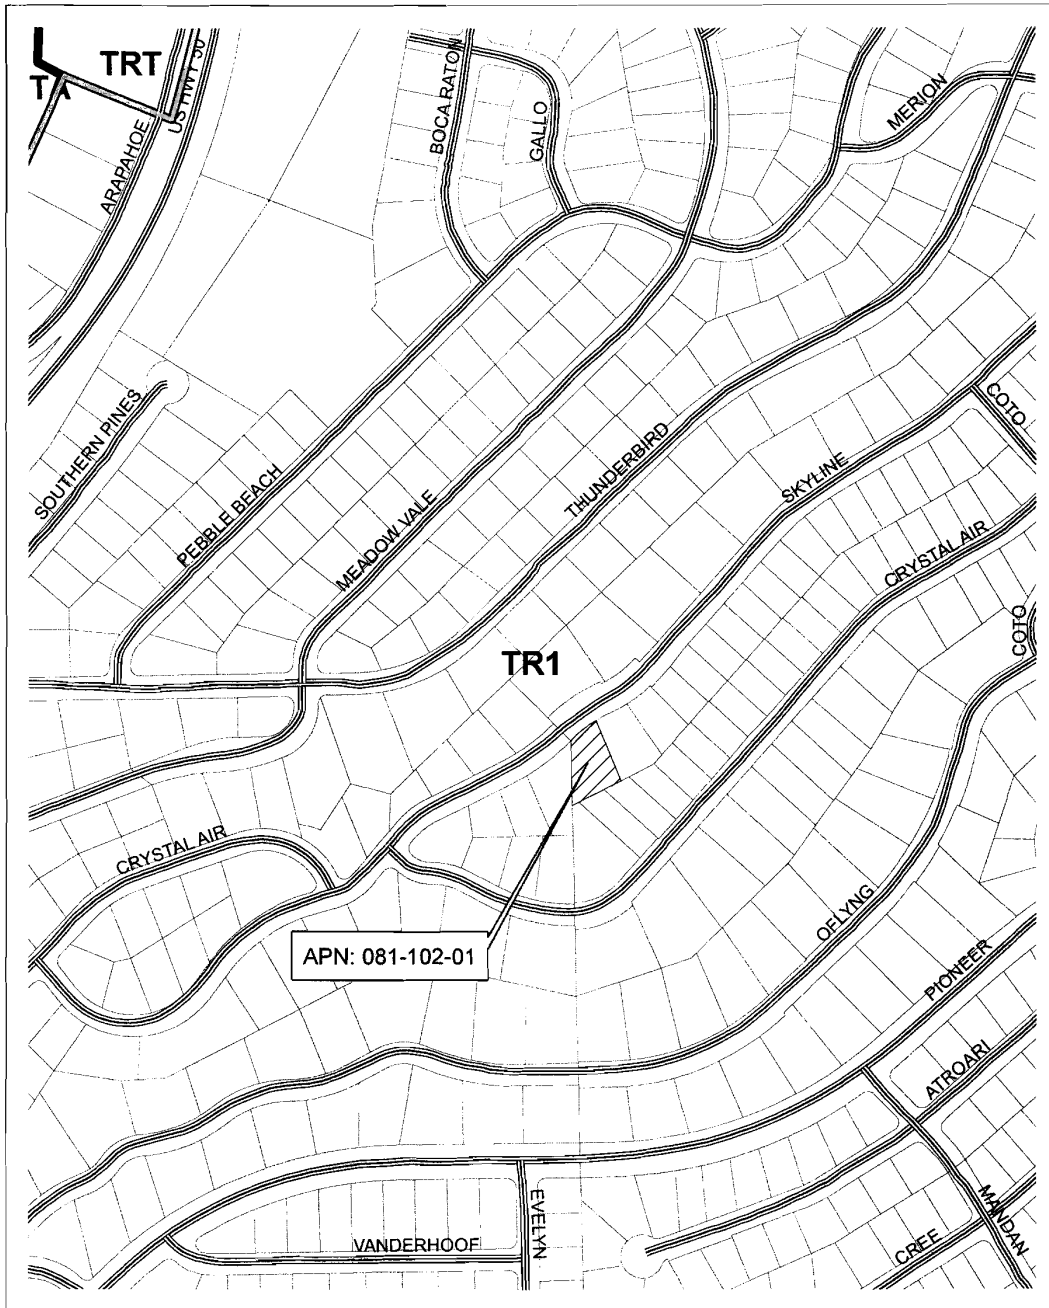 TRT
TA
US HWY 50
ARAPAHOE
BOCA RATON
GALLO
MERION
SOUTHERN PINES
PEBBLE BEACH
MEADOW VALE
THUNDERBIRD
SKYLINE
COTO
CRYSTAL AIR
COTO
TR1
CRYSTAL AIR
APN: 081-102-01
OFLYNG
PIONEER
ATROARI
EVELYN
VANDERHOOF
MANDAN
CREE